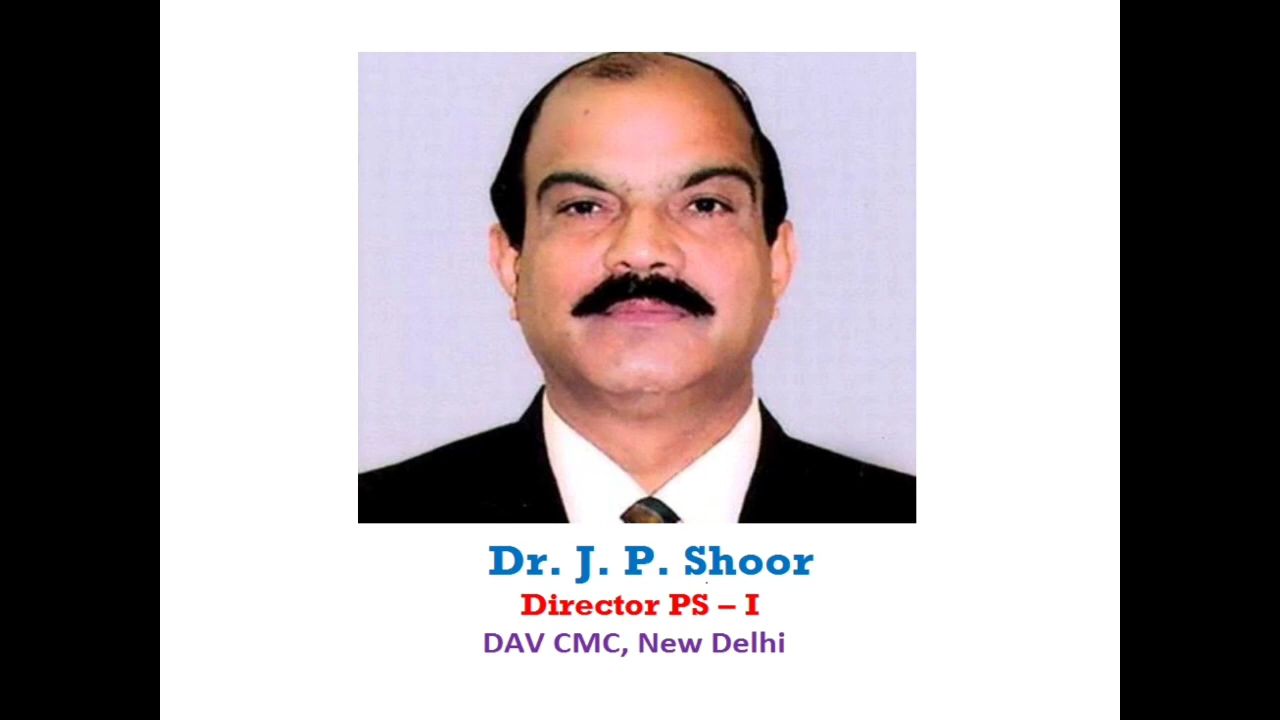 Dr. J. P. Shoor
Director PS – I
DAV CMC, New Delhi